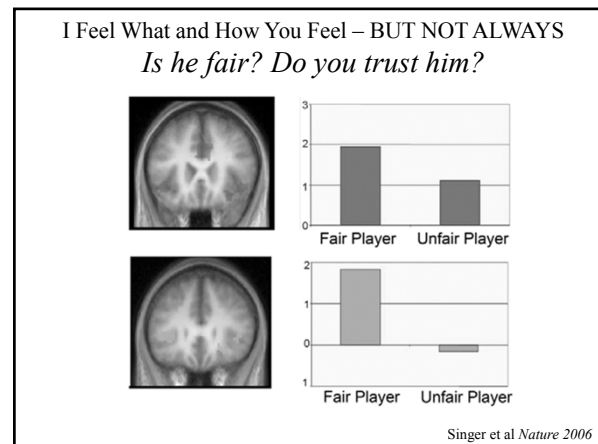 I Feel What and How You Feel – BUT NOT ALWAYS
Is he fair? Do you trust him?
3
2
1
0
Fair Player Unfair Player
2
1
0
1
Fair Player Unfair Player
Singer et al Nature 2006